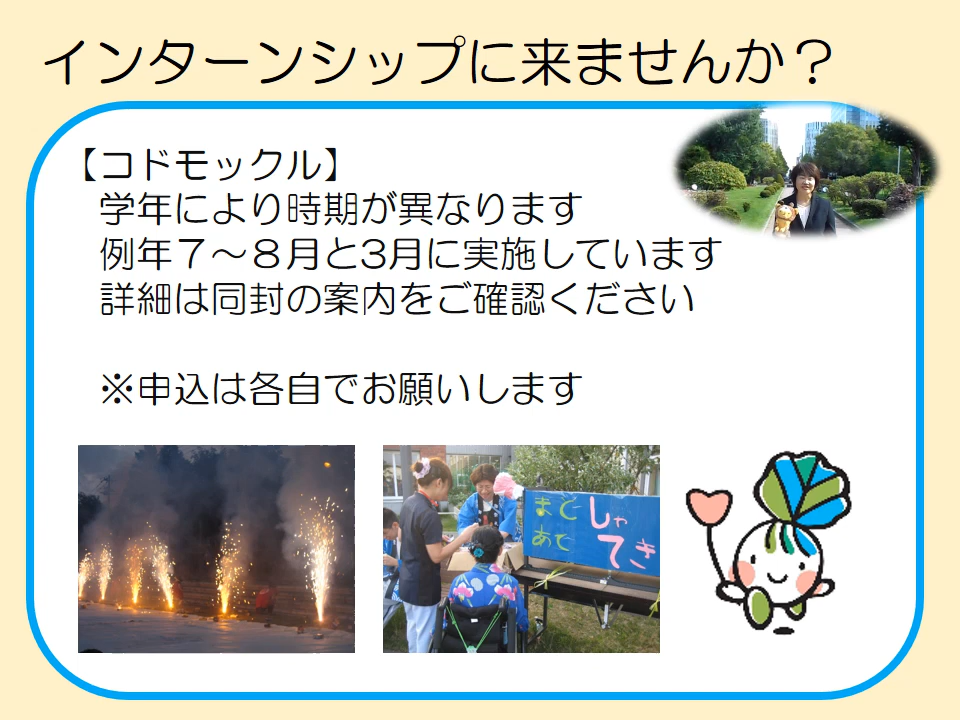 インターンシップに来ませんか？
【コドモックル】
学年により時期が異なります
例年７～８月と3月に実施しています
詳細は同封の案内をご確認ください
※申込は各自でお願いします
まと しゃ
あて てき